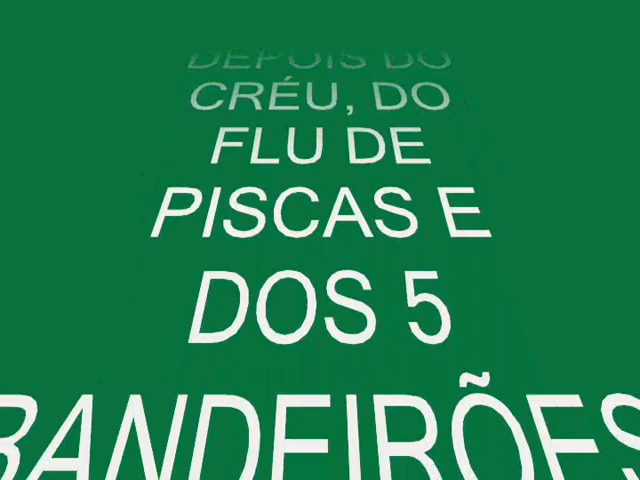 DEPOIS DO
CRÉU, DO
FLU DE
PISCAS E
DOS 5
BANDEIRÕES